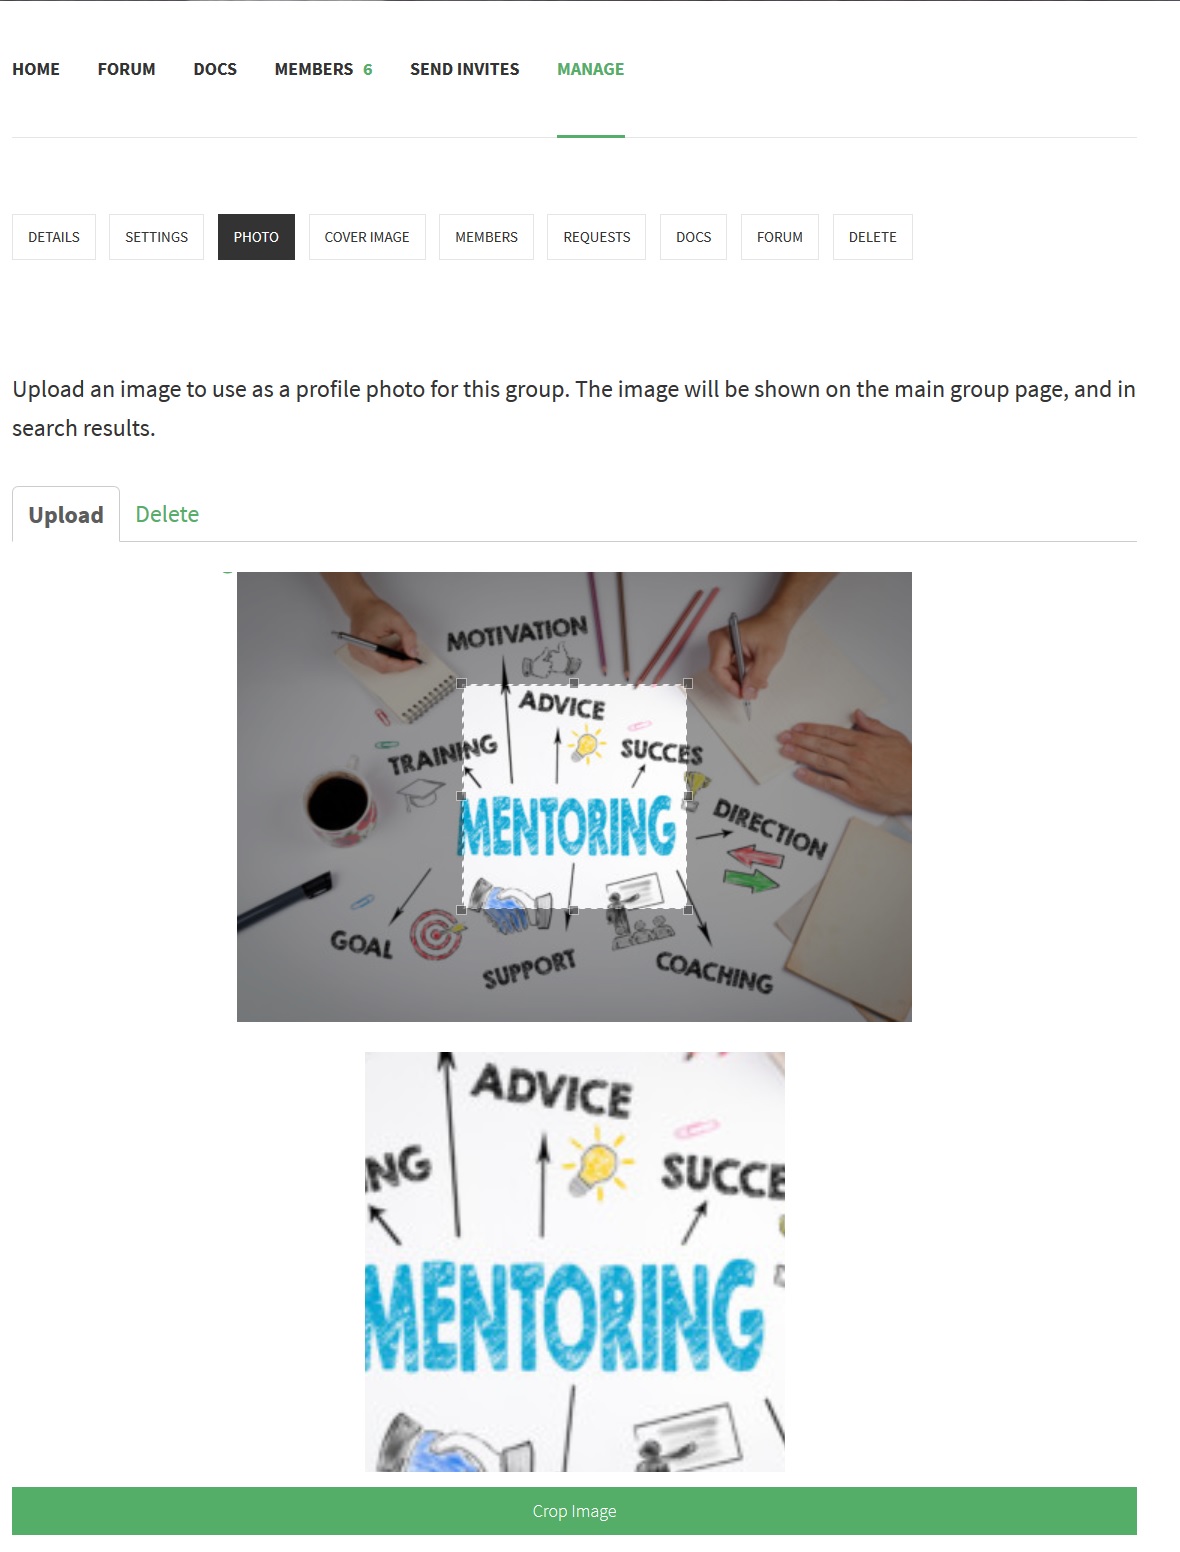 HOME FORUM DOCS MEMBERS 6 SEND INVITES MANAGE
DETAILS SETTINGS PHOTO COVER IMAGE MEMBERS REQUESTS DOCS FORUM DELETE
Upload an image to use as a profile photo for this group. The image will be shown on the main group page, and in
search results.
Upload Delete
MOTIVATION
ADVICE
TRAINING
SUCCES
MENTORING
DIRECTION
GOAL
SUPPORT
COACHING
ADVICE
NG
SUCCE
MENTORING
Crop Image